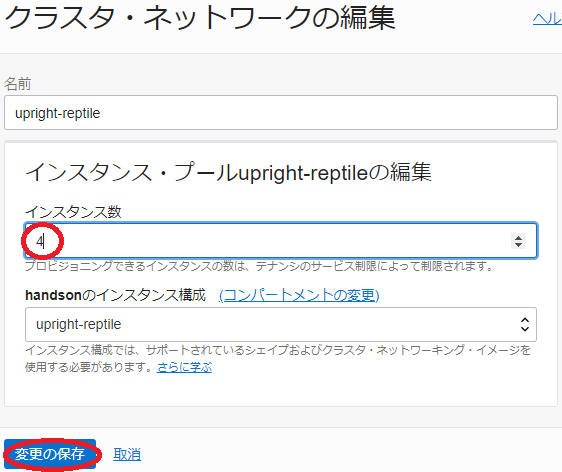 クラスタ・ネットワークの編集
ヘル
名前
upright-reptile
インスタンス・プールupright-reptileの編集
インスタンス数
4
プロビジョニングできるインスタンスの数は、テナンシのサービス制限によって制限されます。
handsonのインスタンス構成 (コンパートメントの変更)
upright-reptile
インスタンス構成では、サポートされているシェイプおよびクラスタ・ネットワーキング・イメージを
使用する必要があります。さらに学ぶ
変更の保存 取消